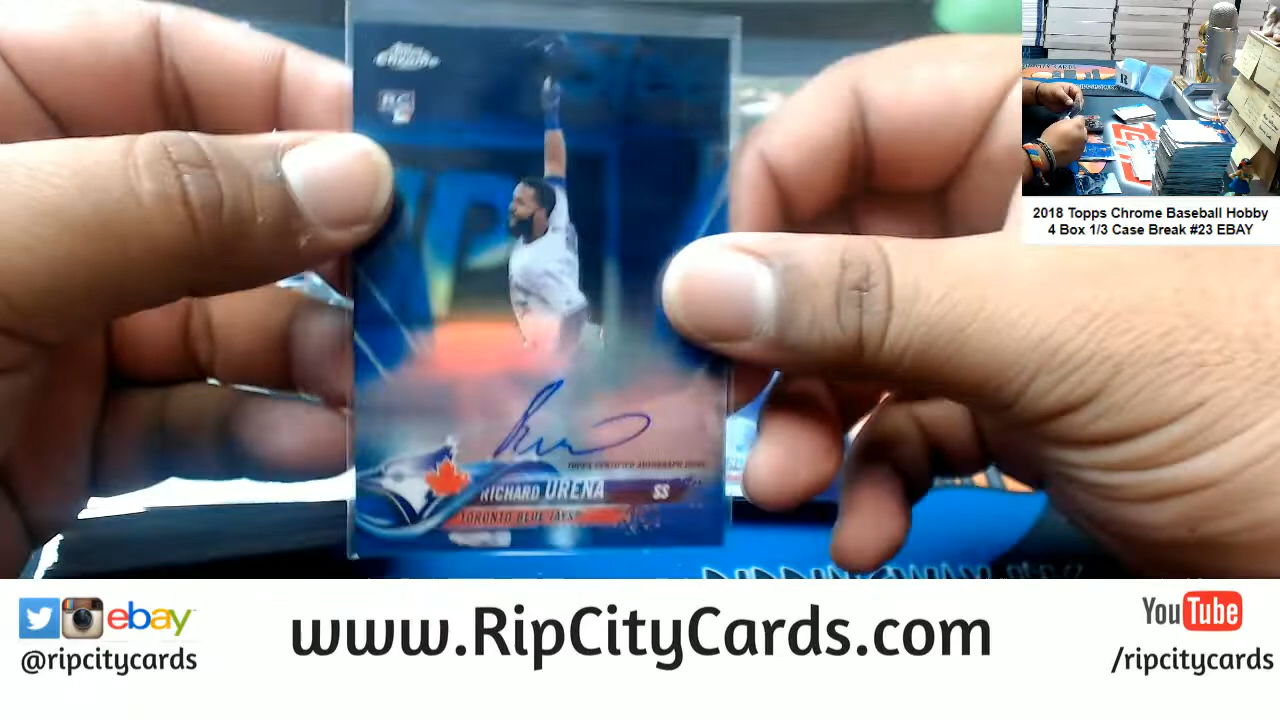 Topps
CHROME
RC
TOPPS CERTIFIED AUTOGRAPH ISSUE
RICHARD URENA SS
TORONTO BLUE JAYS
2018 Topps Chrome Baseball Hobby
4 Box 1/3 Case Break #23 EBAY
ebay
@ripcitycards
www.RipCityCards.com
YouTube
/ripcitycards